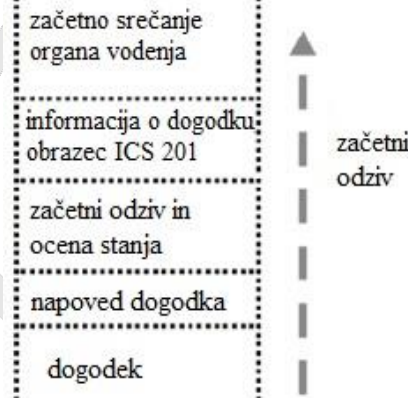 začetno srečanje
organa vodenja
informacija o dogodku
obrazec ICS 201
začetni odziv in
ocena stanja
napoved dogodka
dogodek
začetni
odziv